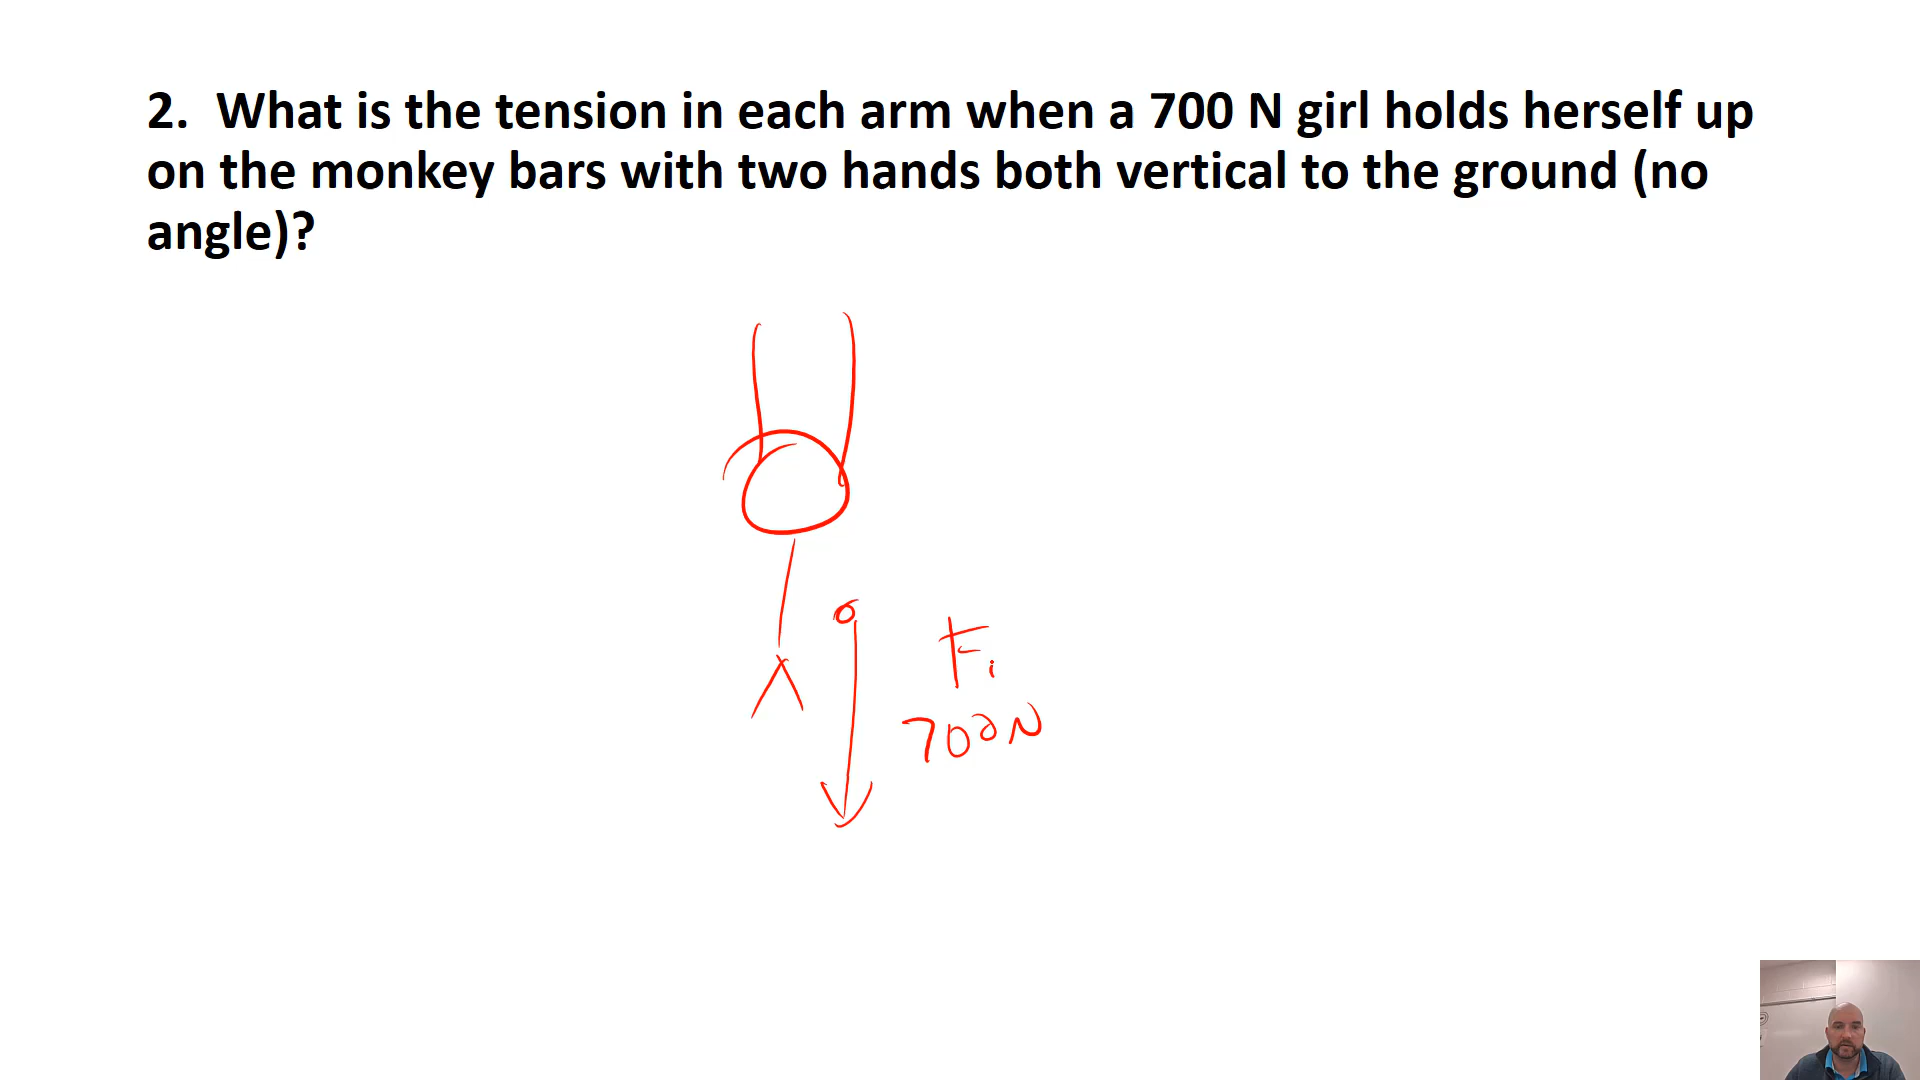 2. What is the tension in each arm when a 700 N girl holds herself up
on the monkey bars with two hands both vertical to the ground (no
angle)?
F
700N